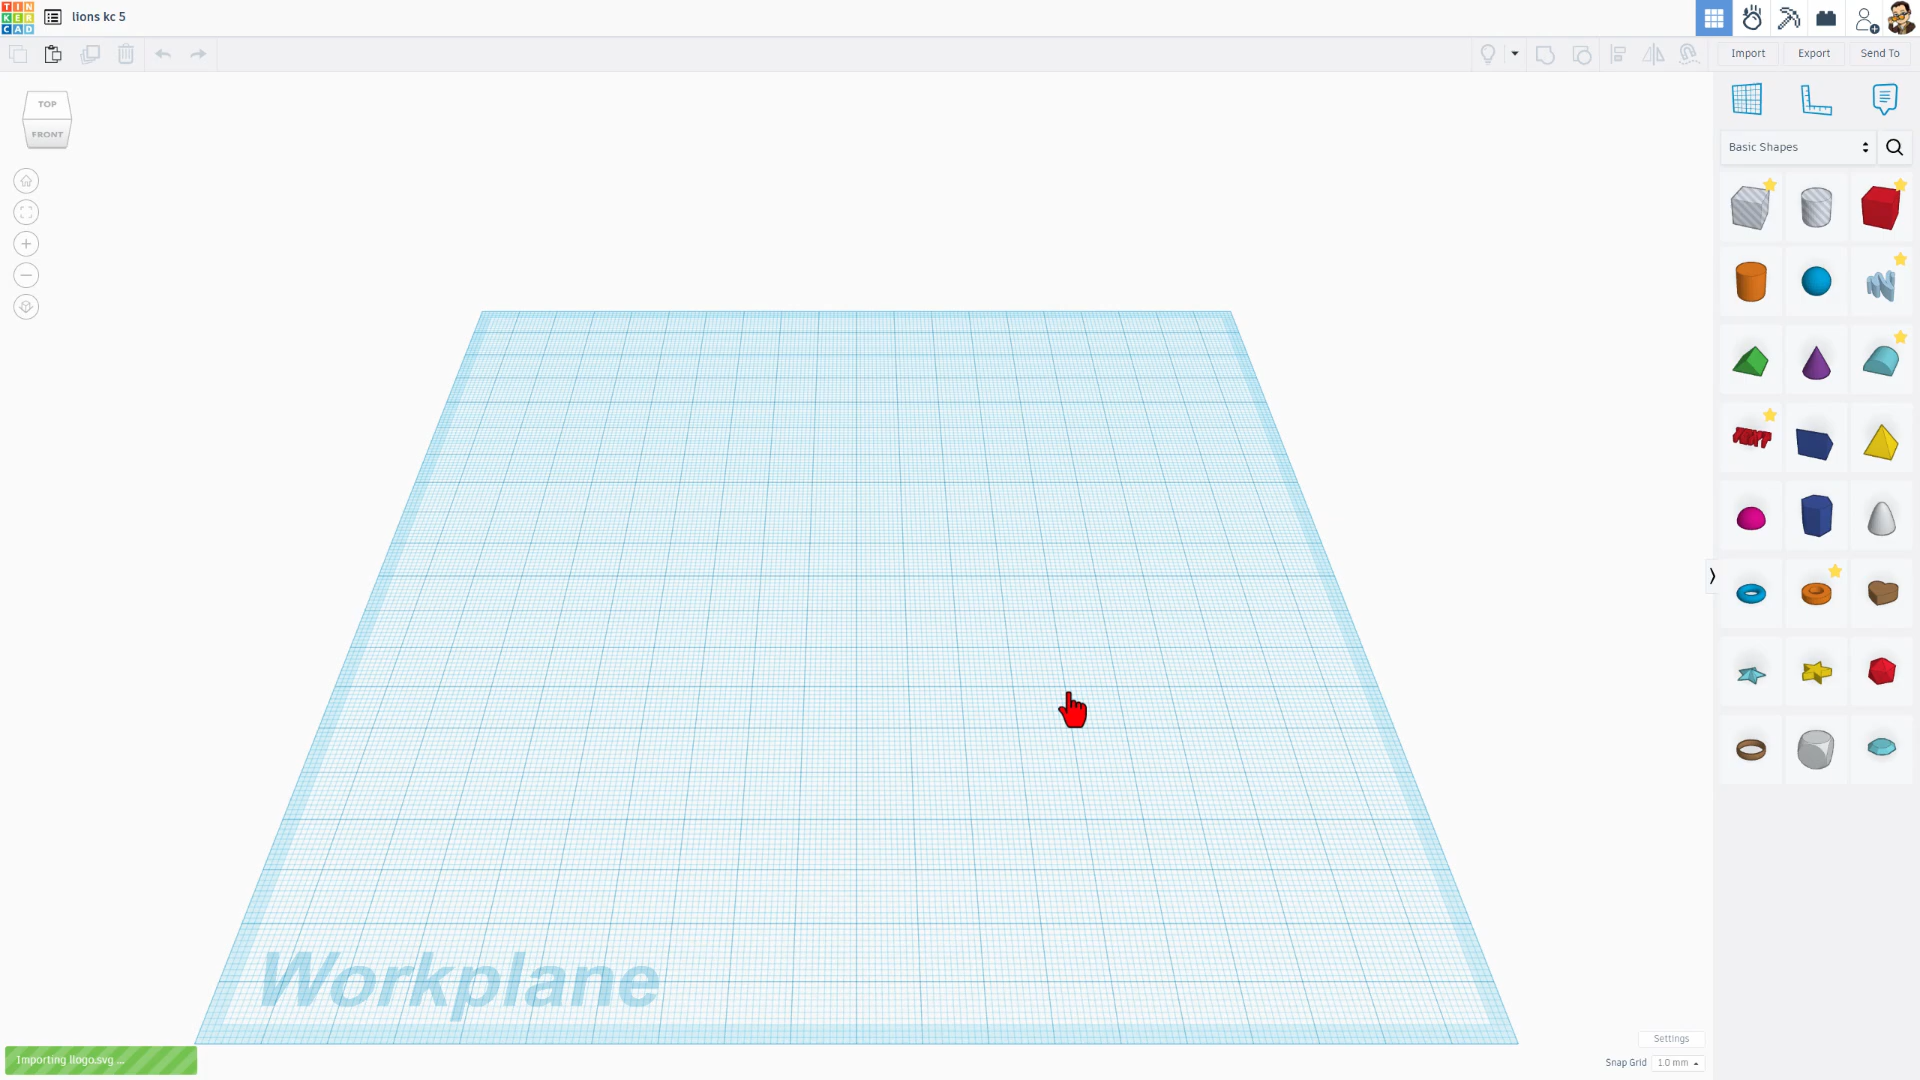 TIN
KER
CAD
lions kc 5
Import
Export
Send To
TOP
FRONT
Basic Shapes
Workplane
Importing llogo.svg ...
Settings
Snap Grid 1.0 mm